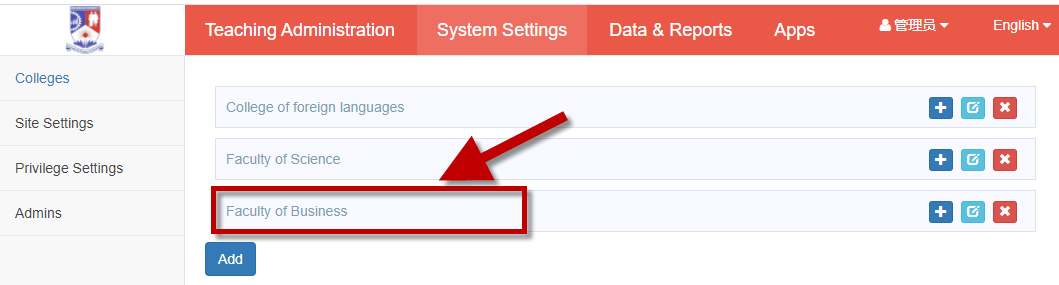 Teaching Administration System Settings Data & Reports Apps 管理员 English
Colleges
Site Settings
Privilege Settings
Admins
College of foreign languages
Faculty of Science
Faculty of Business
Add